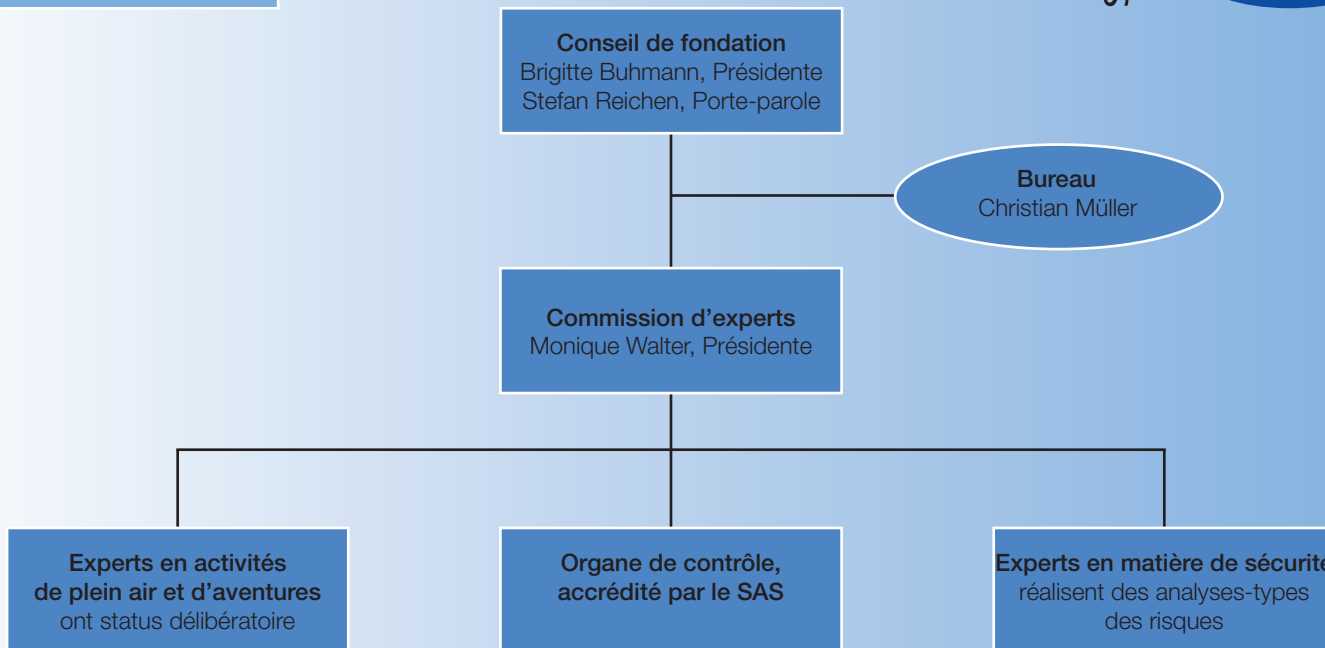 Conseil de fondation
Brigitte Buhmann, Présidente
Stefan Reichen, Porte-parole
Bureau
Christian Müller
Commission d'experts
Monique Walter, Présidente
Experts en activités
de plein air et d'aventures
ont status délibératoire
Organe de contrôle,
accrédité par le SAS
Experts en matière de sécurité
réalisent des analyses-types
des risques